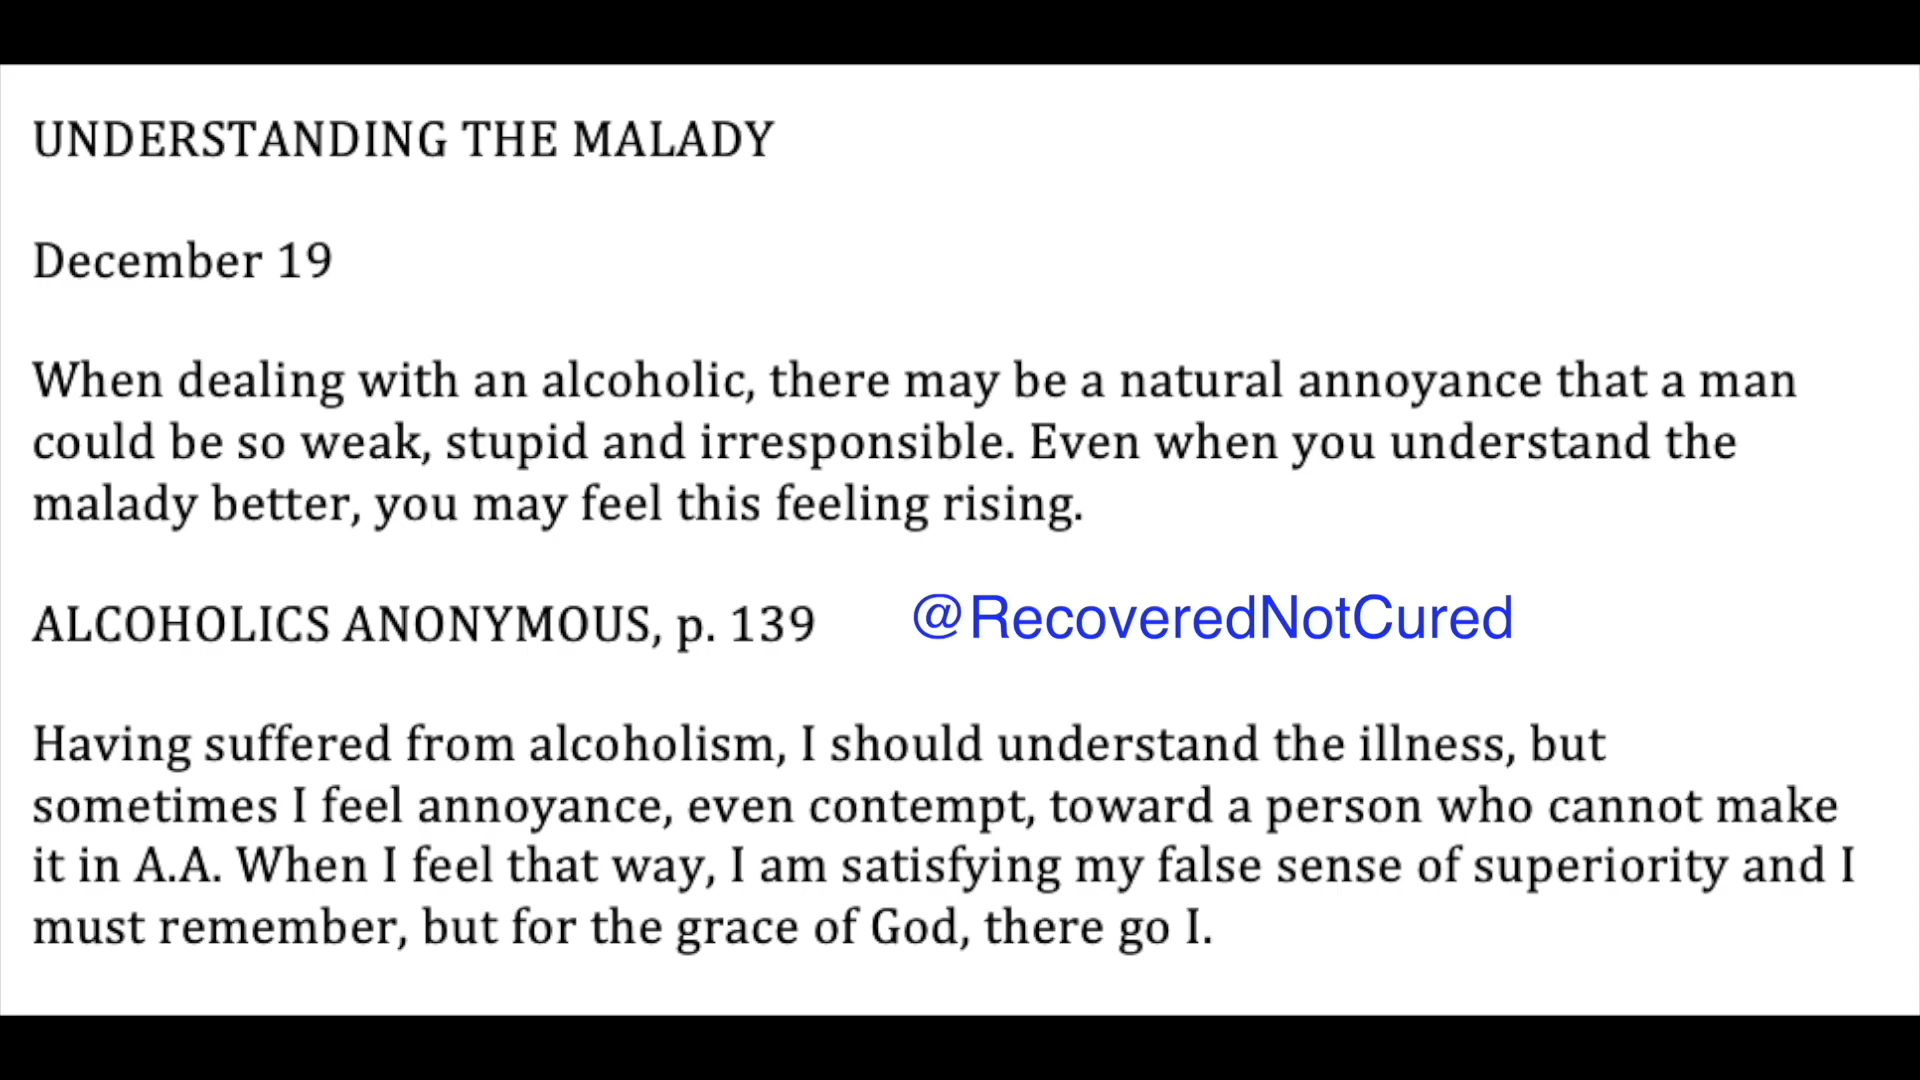 UNDERSTANDING THE MALADY
December 19
When dealing with an alcoholic, there may be a natural annoyance that a man
could be so weak, stupid and irresponsible. Even when you understand the
malady better, you may feel this feeling rising.
ALCOHOLICS ANONYMOUS, p. 139 @RecoveredNotCured
Having suffered from alcoholism, I should understand the illness, but
sometimes I feel annoyance, even contempt, toward a person who cannot make
it in A.A. When I feel that way, I am satisfying my false sense of superiority and I
must remember, but for the grace of God, there go I.